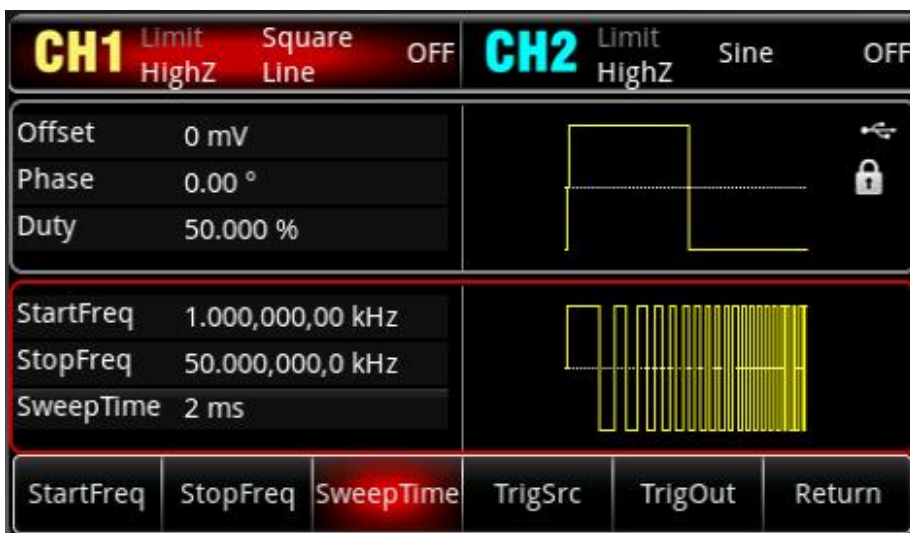 CH1 Limit Square OFF CH2 Limit Sine OFF
HighZ Line HighZ
Offset 0 mV
Phase 0.00 °
Duty 50.000 %
StartFreq 1.000,000,00 kHz
StopFreq 50.000,000,0 kHz
SweepTime 2 ms
StartFreq StopFreq SweepTime TrigSrc TrigOut Return